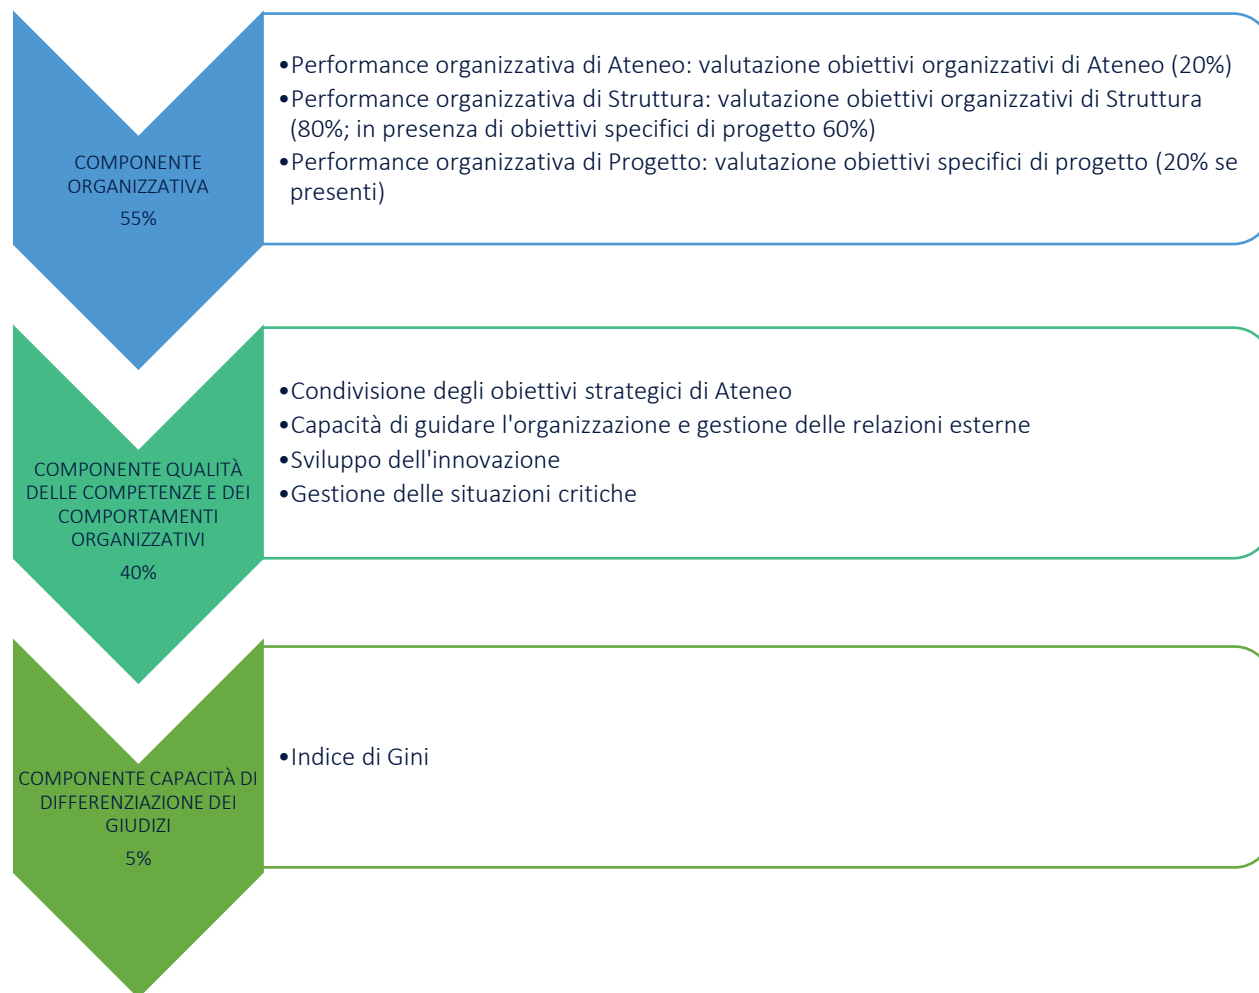 COMPONENTE
ORGANIZZATIVA
55%
•Performance organizzativa di Ateneo: valutazione obiettivi organizzativi di Ateneo (20%)
•Performance organizzativa di Struttura: valutazione obiettivi organizzativi di Struttura
(80%; in presenza di obiettivi specifici di progetto 60%)
•Performance organizzativa di Progetto: valutazione obiettivi specifici di progetto (20% se
presenti)
COMPONENTE QUALITÀ
DELLE COMPETENZE E DEI
COMPORTAMENTI
ORGANIZZATIVI
40%
•Condivisione degli obiettivi strategici di Ateneo
•Capacità di guidare l'organizzazione e gestione delle relazioni esterne
•Sviluppo dell'innovazione
•Gestione delle situazioni critiche
COMPONENTE CAPACITÀ DI
DIFFERENZIAZIONE DEI
GIUDIZI
5%
•Indice di Gini